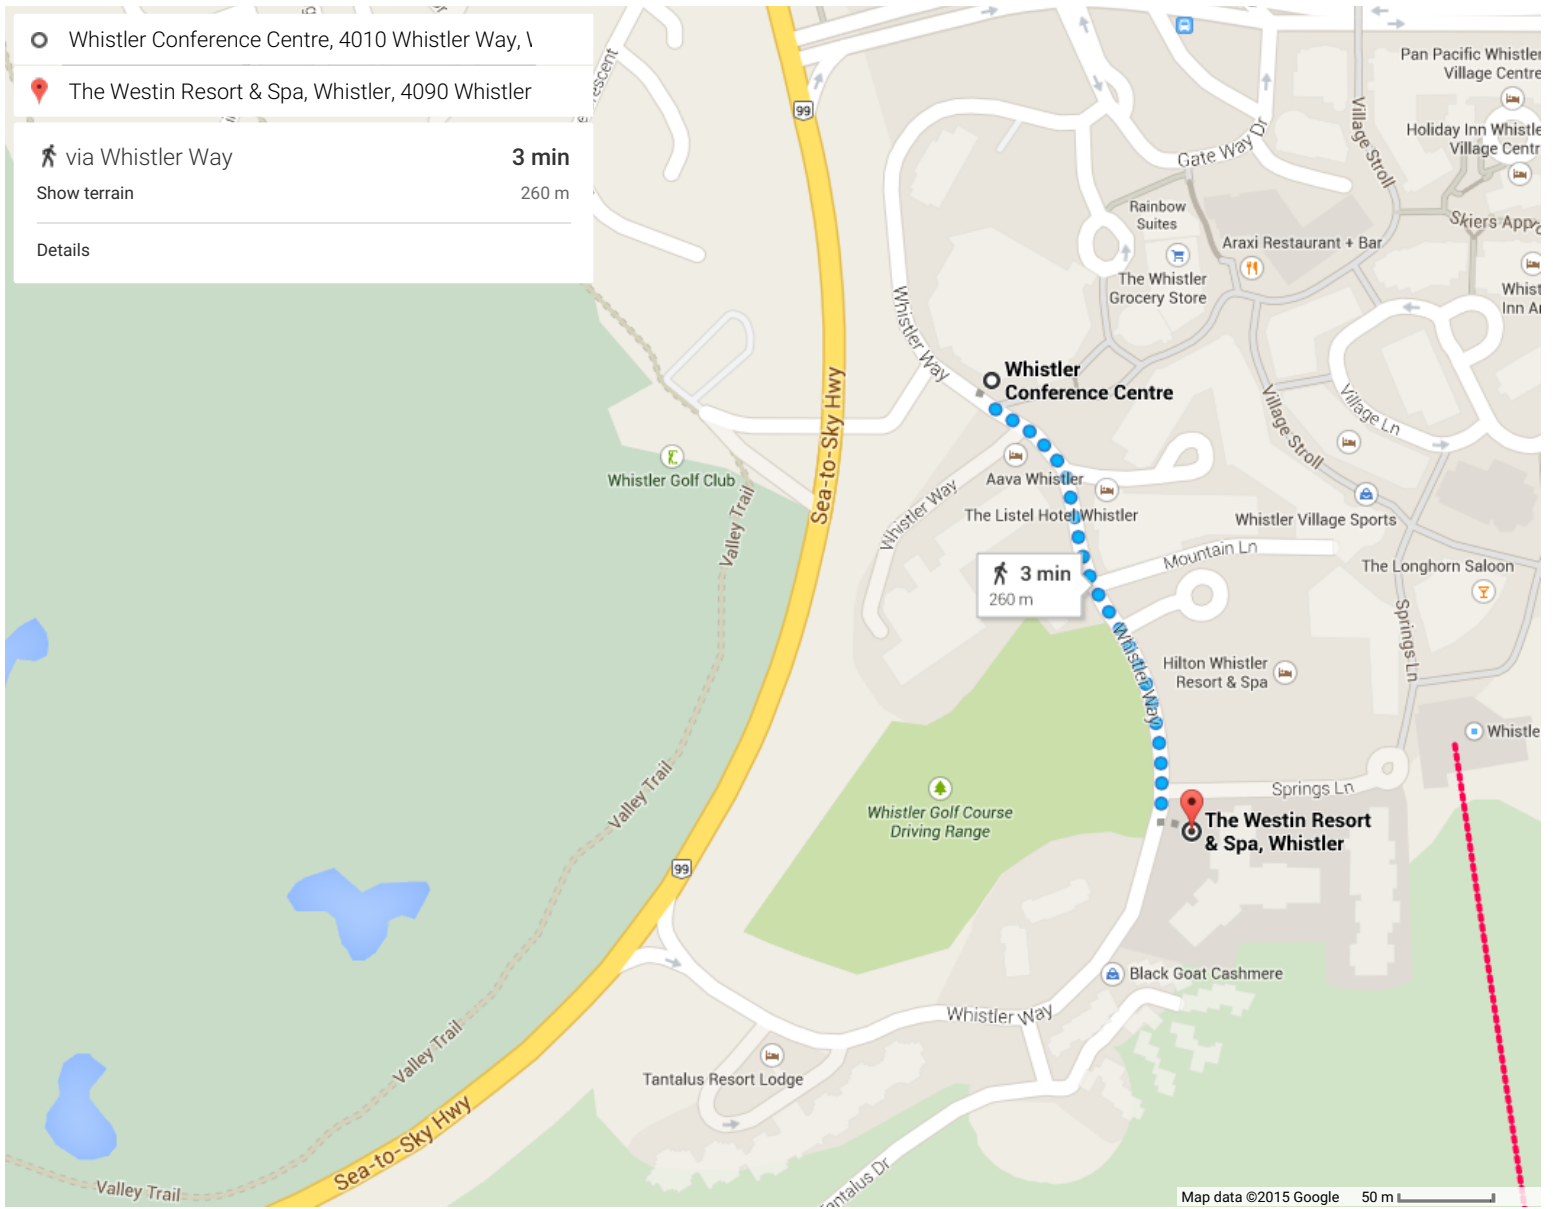 Whistler Conference Centre, 4010 Whistler Way, \
The Westin Resort & Spa, Whistler, 4090 Whistler
via Whistler Way
3 min
Show terrain
260 m
Details
escent
99
Gate Way Dr
Village Stroll
Pan Pacific Whistler
Village Centre
Holiday Inn Whistle
Village Centr
Skiers Appr
Rainbow
Suites
Araxi Restaurant + Bar
The Whistler
Grocery Store
Whist
Inn A
Whistler Way
Whistler
Conference Centre
Sea-to-Sky Hwy
Village Ln
Village Stroll
Whistler Golf Club
Valley Trail
Aava Whistler
Whistler Way
The Listel Hotel Whistler
Whistler Village Sports
Mountain Ln
The Longhorn Saloon
3 min
260 m
Springs Ln
Whistler Way
Hilton Whistler
Resort & Spa
Whistle
Valley Trail
Whistler Golf Course
Driving Range
Springs Ln
The Westin Resort
& Spa, Whistler
99
Black Goat Cashmere
Whistler Way
Valley Trail
Tantalus Resort Lodge
Sea-to-Sky Hwy
Valley Trail
Tantalus Dr
Map data ©2015 Google
50 m